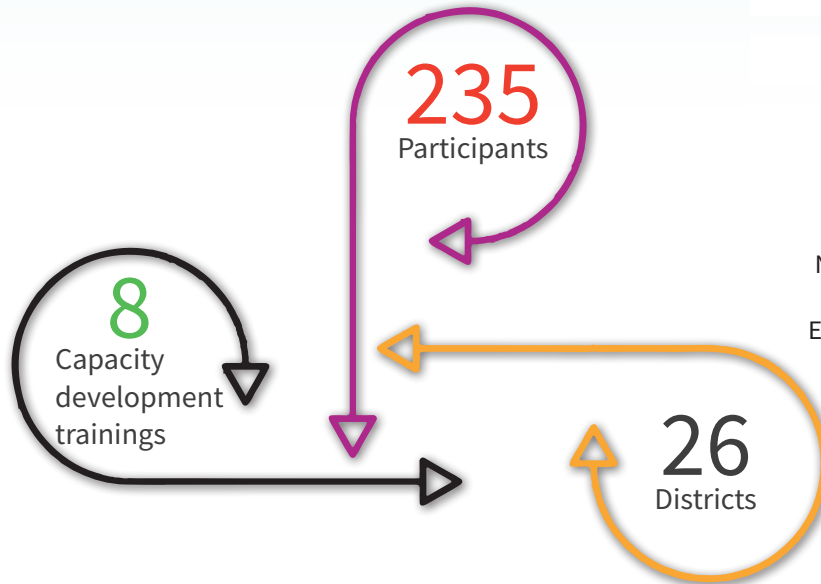 235
Participants
8
Capacity
development
trainings
N
E
26
Districts